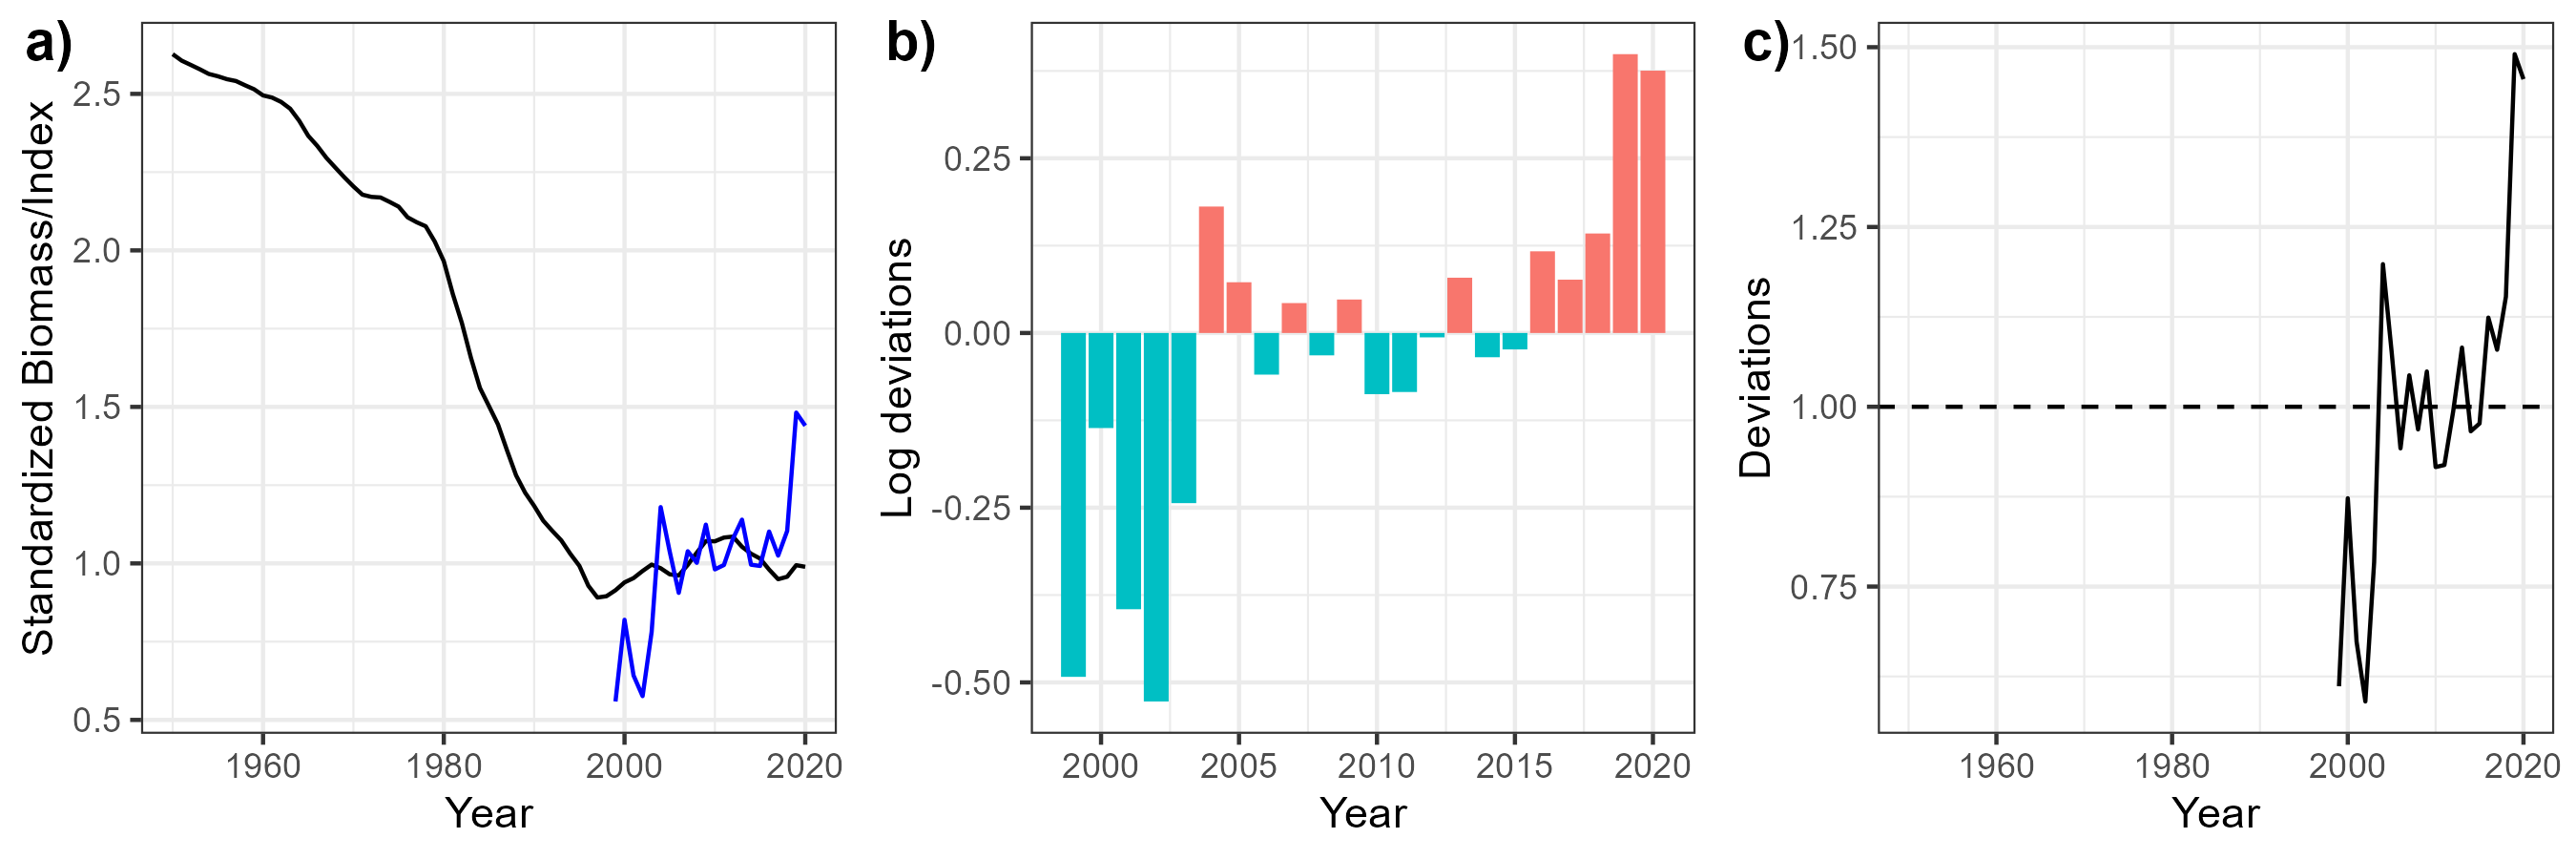 a)
Standardized Biomass/Index
2.5
2.0
1.5
1.0
0.5
1960 1980 2000 2020
Year
b)
Log deviations
0.25
0.00
-0.25
-0.50
2000 2005 2010 2015 2020
Year
c)
Deviations
1.50
1.25
1.00
0.75
1960 1980 2000 2020
Year